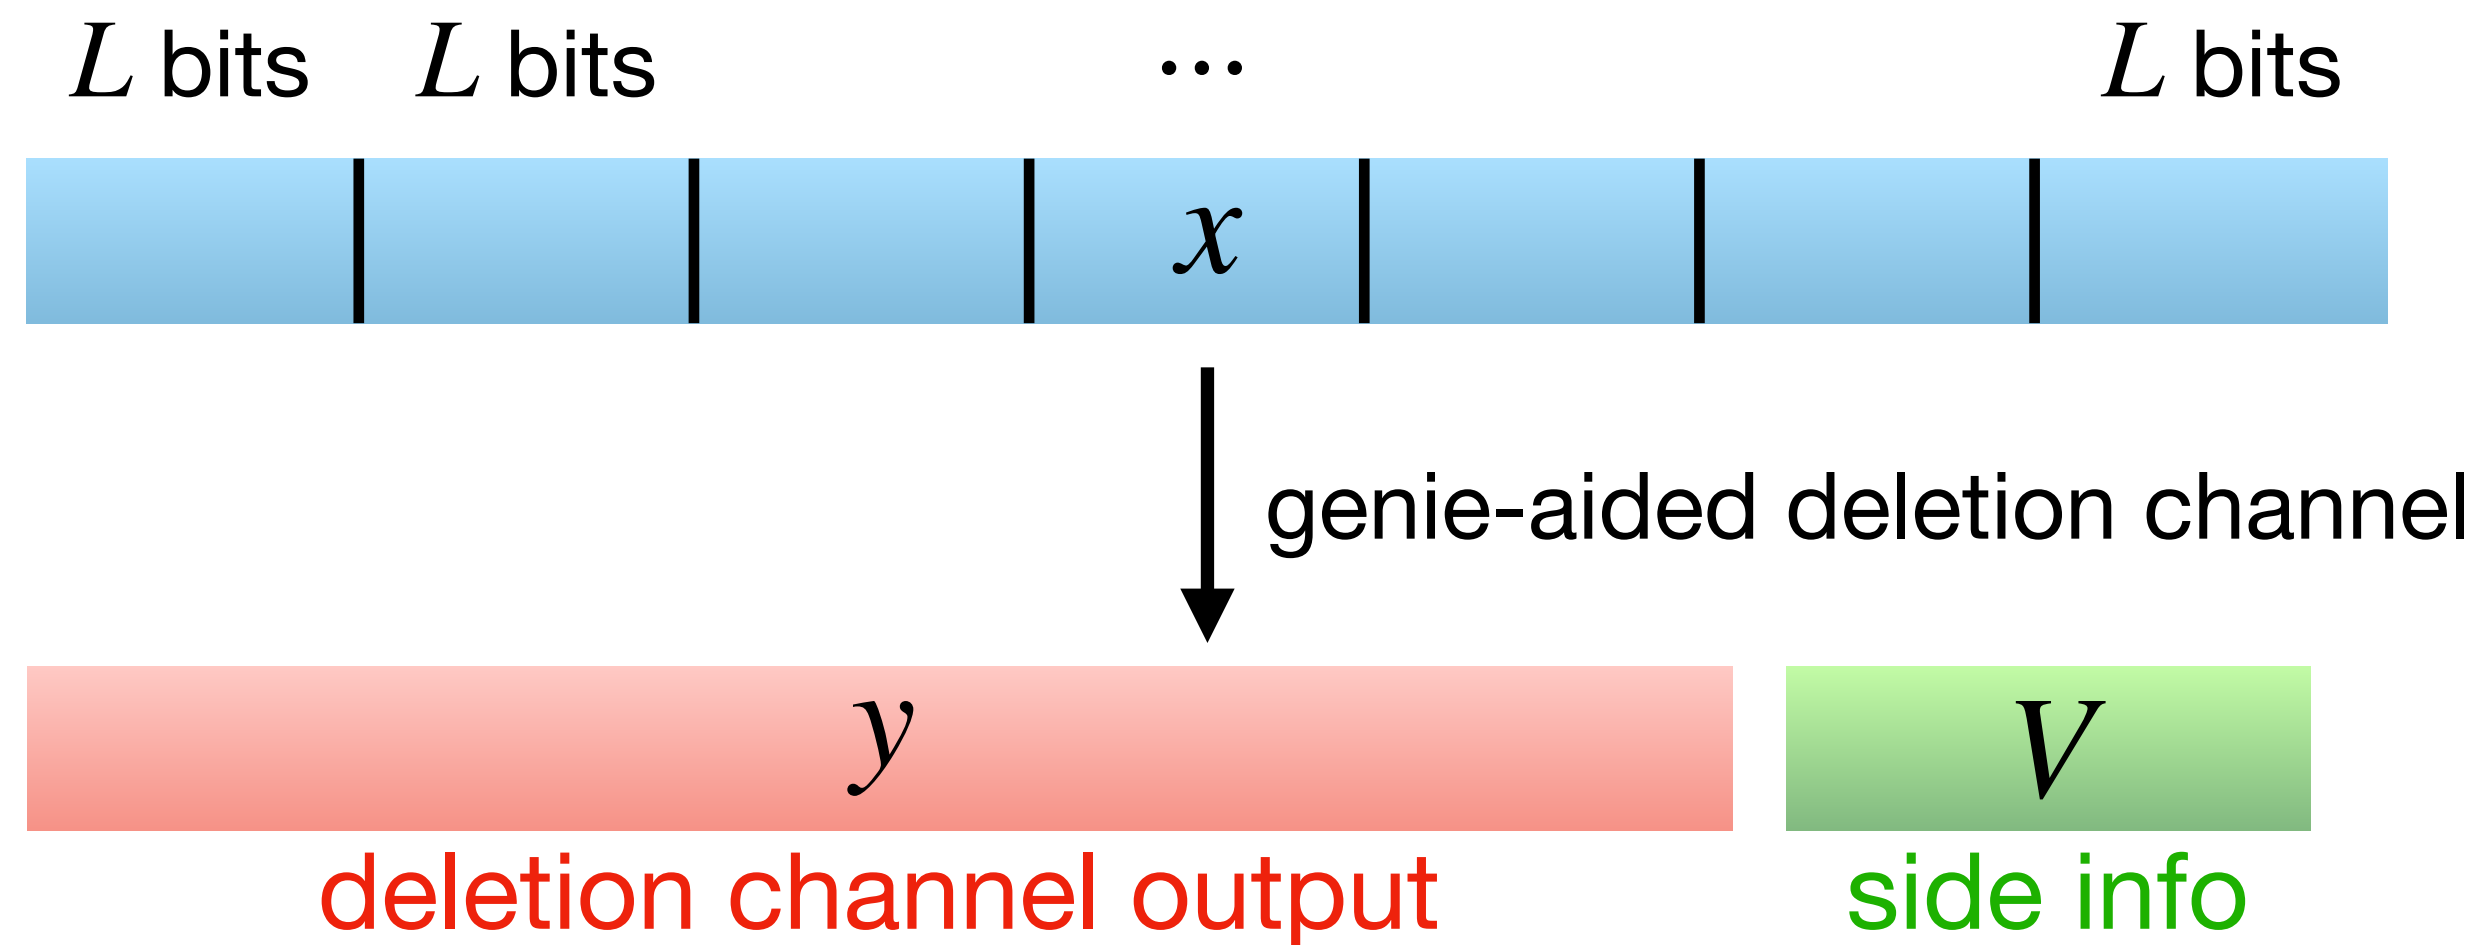 L bits L bits ... L bits
x
genie-aided deletion channel
y V
deletion channel output side info